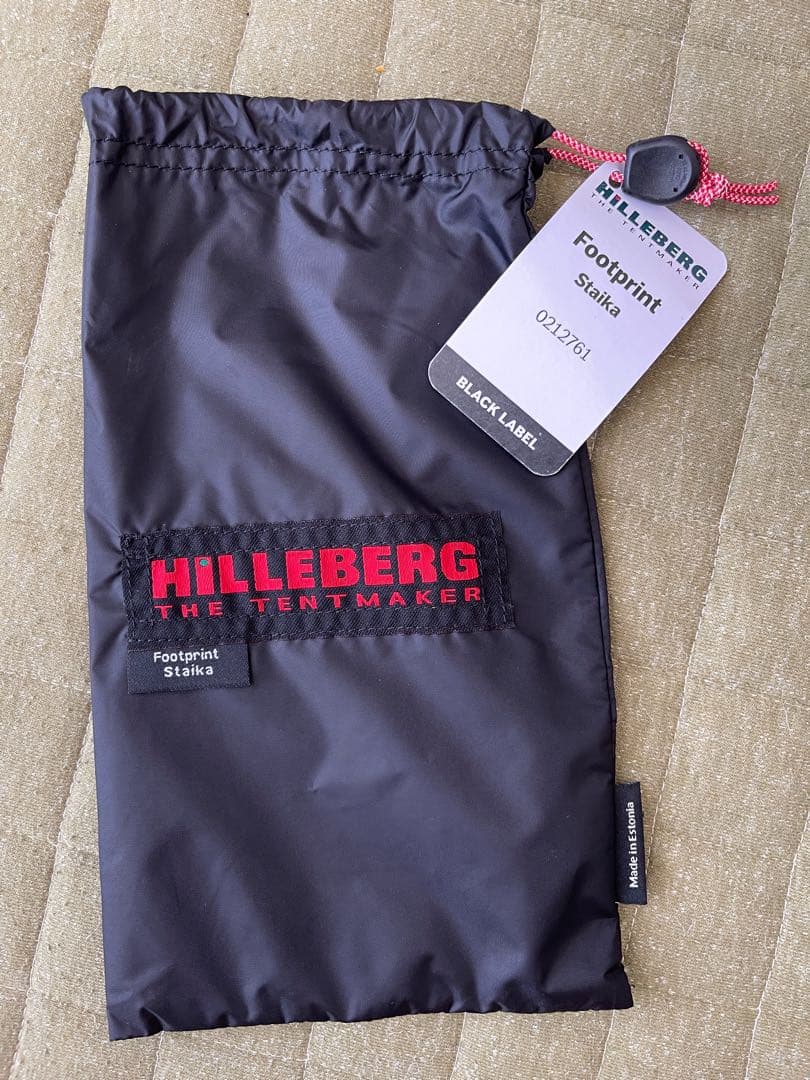 HILLEBERG
THE TENTMAKER
Footprint
Staika
0212761
BLACK LABEL
HILLEBERG
THE TENTMAKER
Footprint
Staika
Made in Estonia